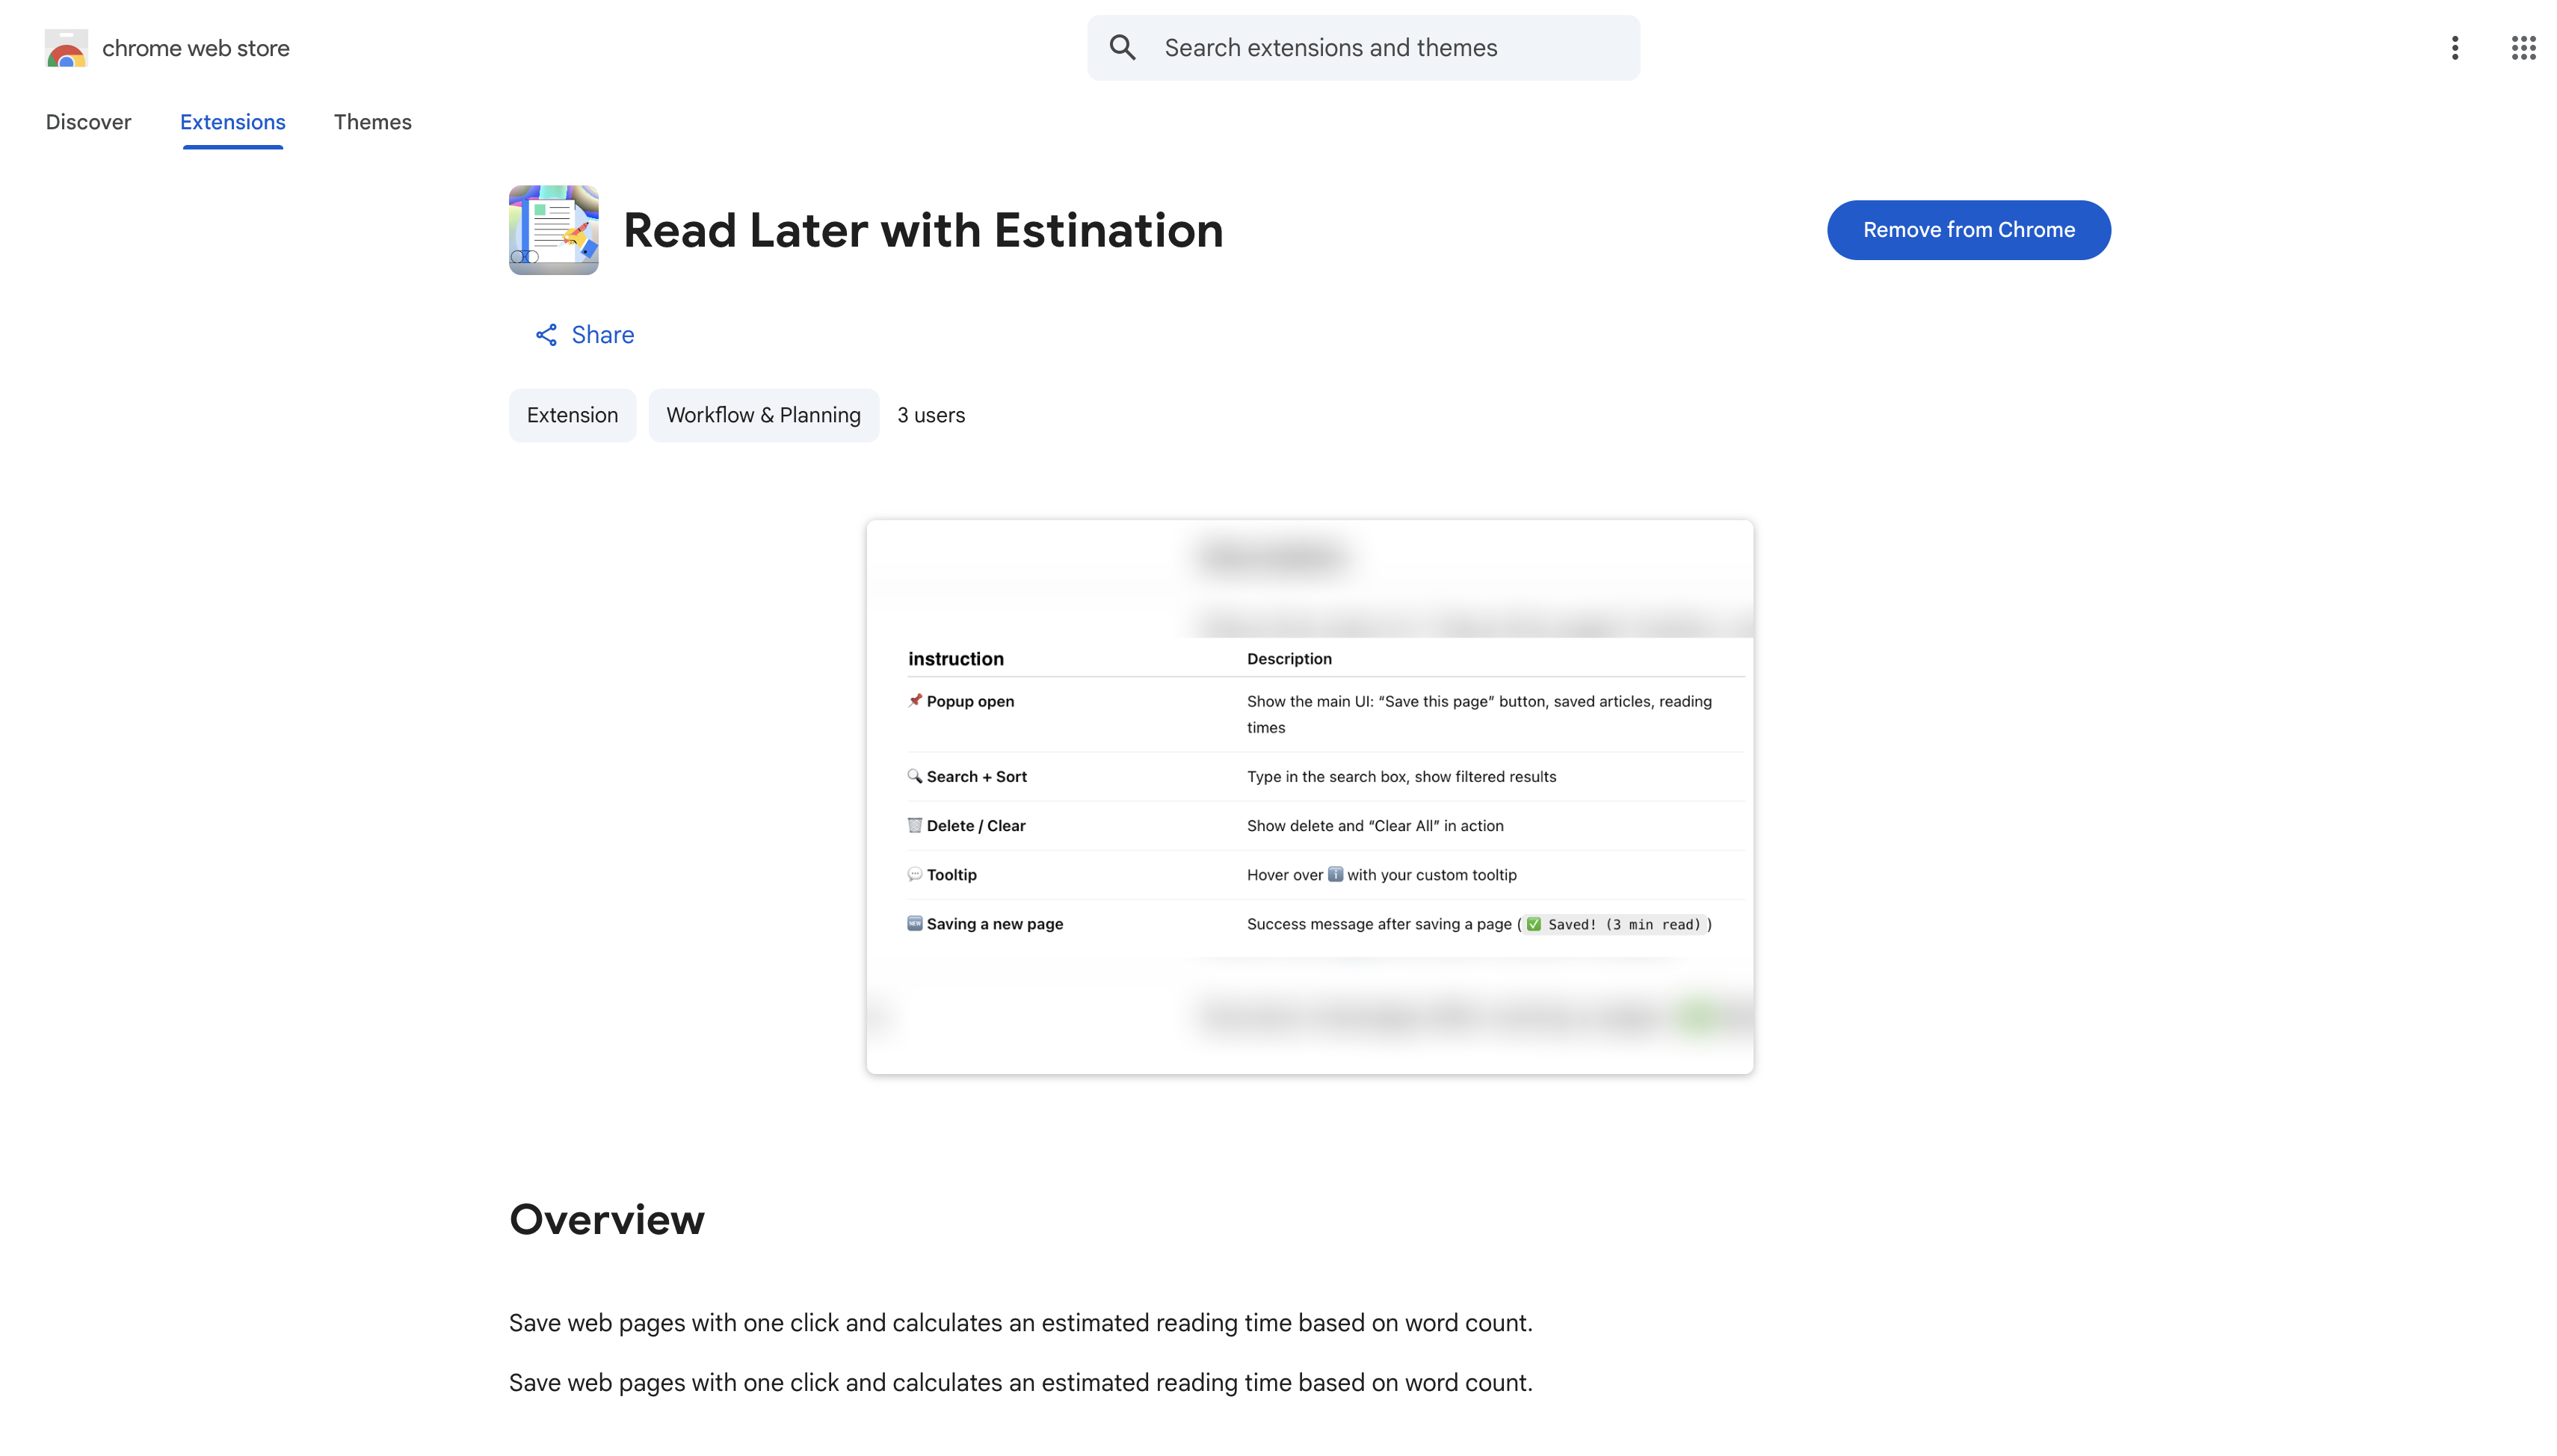 chrome web store
Search extensions and themes
Discover
Extensions
Themes
Read Later with Estination
Remove from Chrome
Share
Extension
Workflow & Planning
3 users
instruction
Description
Popup open
Show the main UI: “Save this page” button, saved articles, reading
times
Search + Sort
Type in the search box, show filtered results
Delete / Clear
Show delete and “Clear All” in action
Tooltip
Hover over ℹ️ with your custom tooltip
🆕 Saving a new page
Success message after saving a page (✅ Saved! (3 min read))
Overview
Save web pages with one click and calculates an estimated reading time based on word count.
Save web pages with one click and calculates an estimated reading time based on word count.